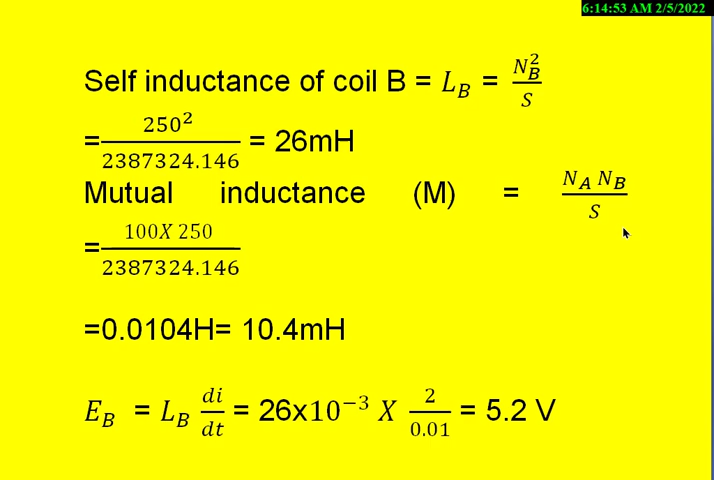 6:14:53 AM 2/5/2022
Self inductance of coil B = L_B = N_B^2/S
=250^2/2387324.146 = 26mH
Mutual inductance (M) = N_A N_B/S
=100X 250/2387324.146
=0.0104H= 10.4mH
E_B = L_B di/dt = 26x10^−3 X 2/0.01 = 5.2 V